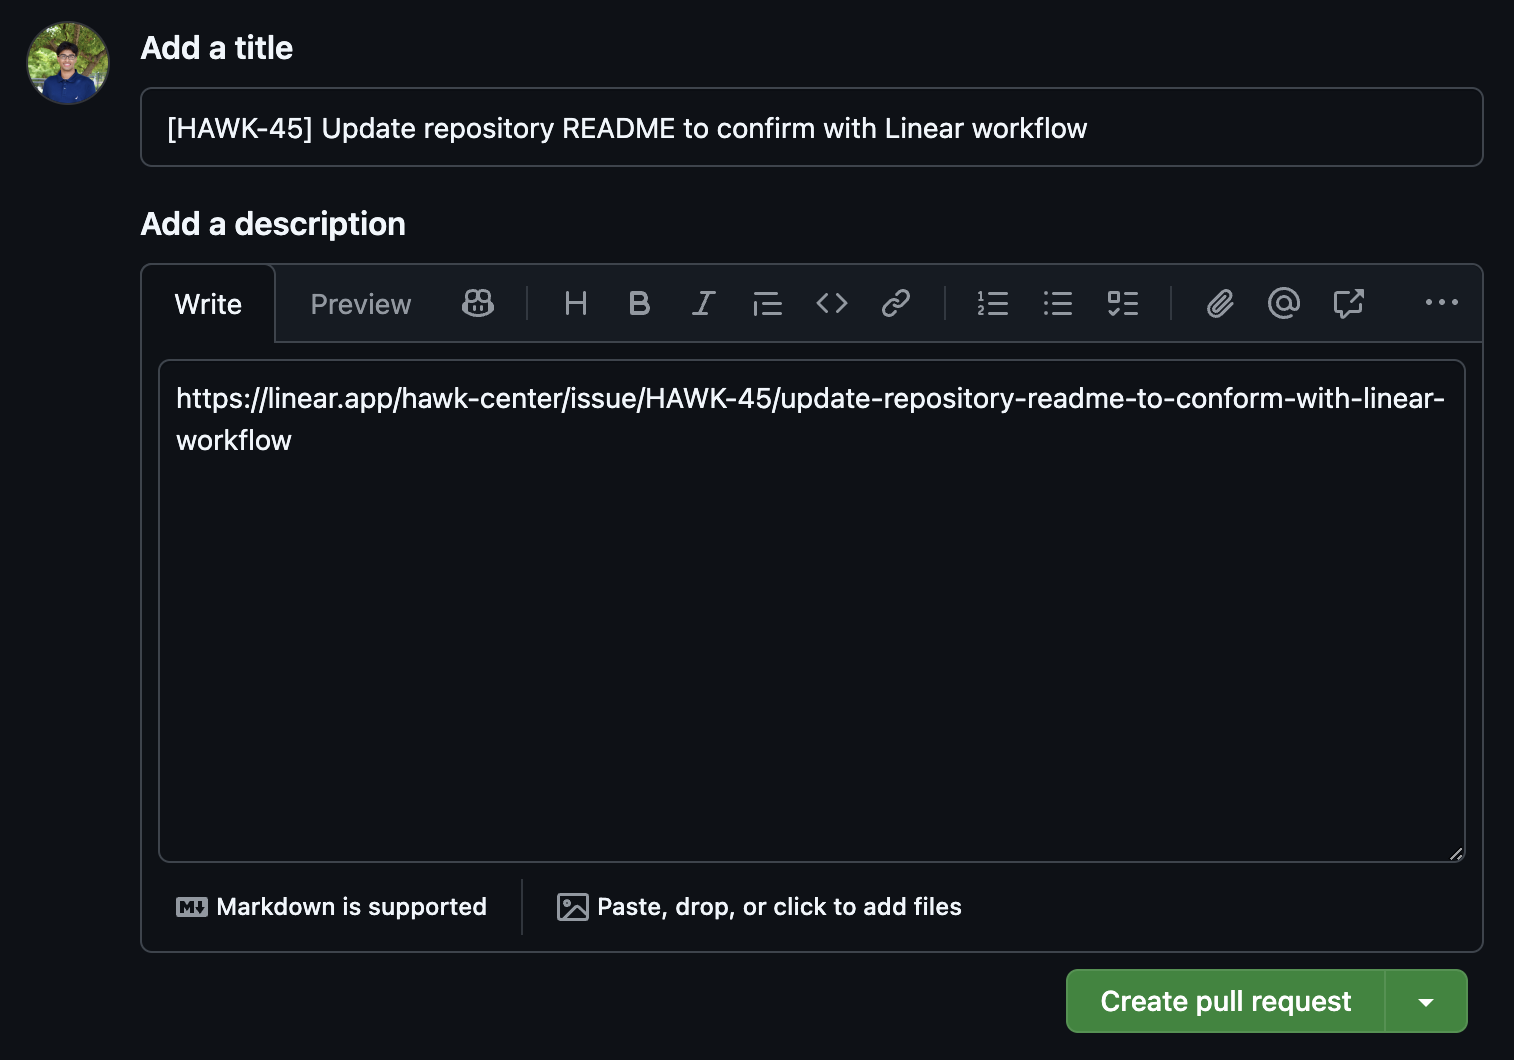 Add a title
[HAWK-45] Update repository README to confirm with Linear workflow
Add a description
Write
Preview
https://linear.app/hawk-center/issue/HAWK-45/update-repository-readme-to-conform-with-linear-
workflow
Markdown is supported
Paste, drop, or click to add files
Create pull request